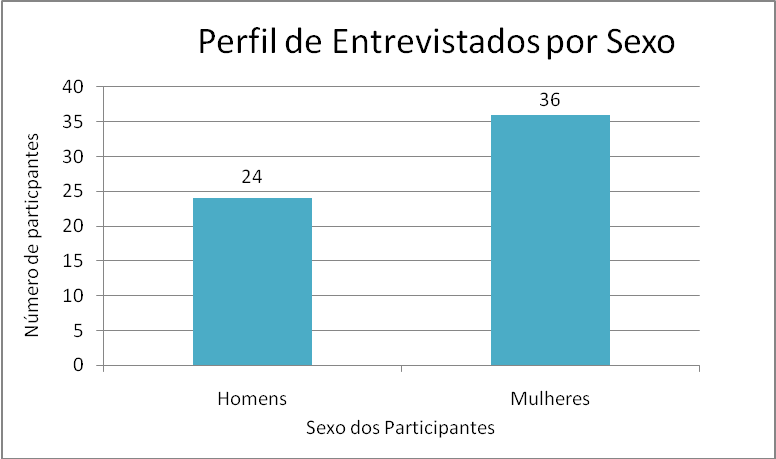 Perfil de Entrevistados por Sexo
Número de particpantes
40
35
30
25
20
15
10
5
0
24
36
Homens
Mulheres
Sexo dos Participantes